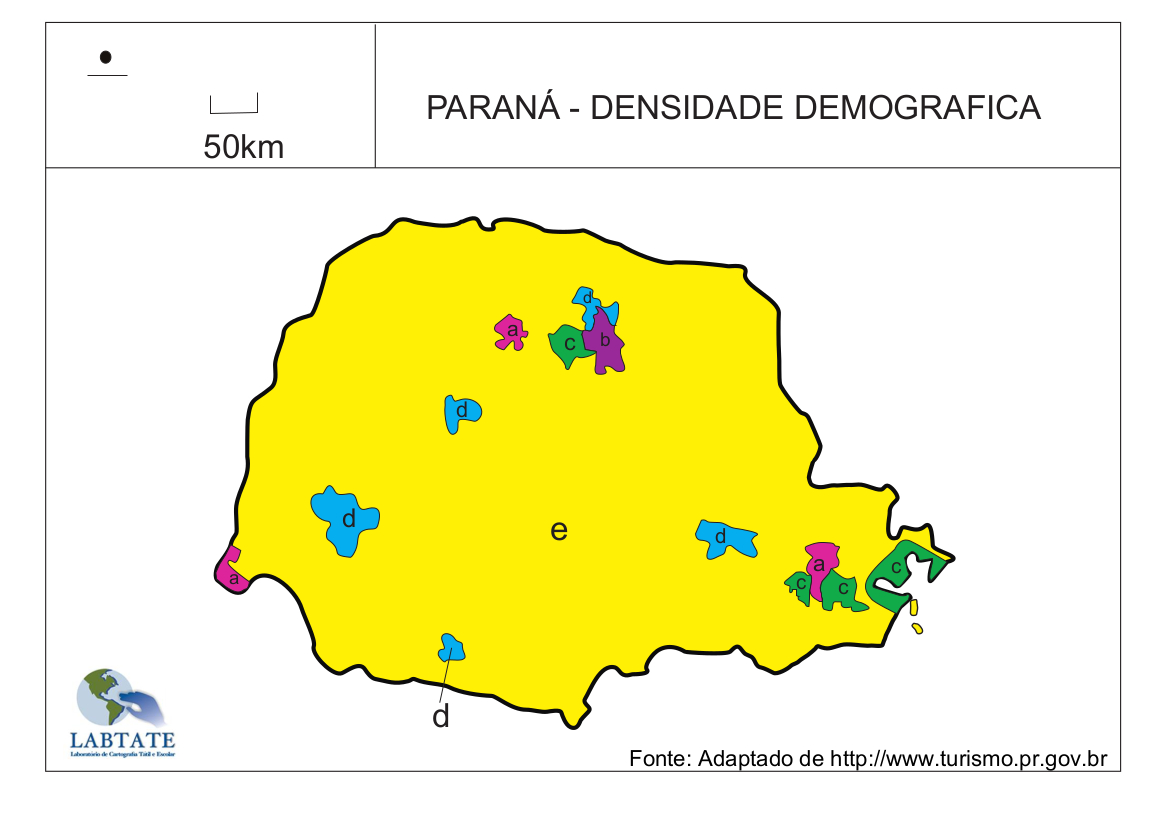 50km
PARANÁ - DENSIDADE DEMOGRAFICA
d
a
c
b
d
d
e
d
a
c
a
c
c
a
d
LABTATE
Laboratório de Cartografia Tátil e Escolar
Fonte: Adaptado de http://www.turismo.pr.gov.br